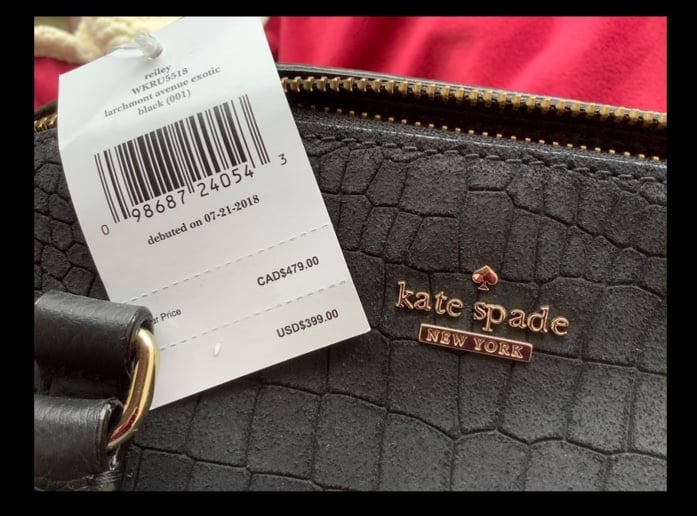 reiley
WKRU5518
larchmont avenue exotic
black (001)
0 98687 24054 3
debuted on 07-21-2018
CAD$479.00
Price
USD$399.00
kate spade
NEW YORK